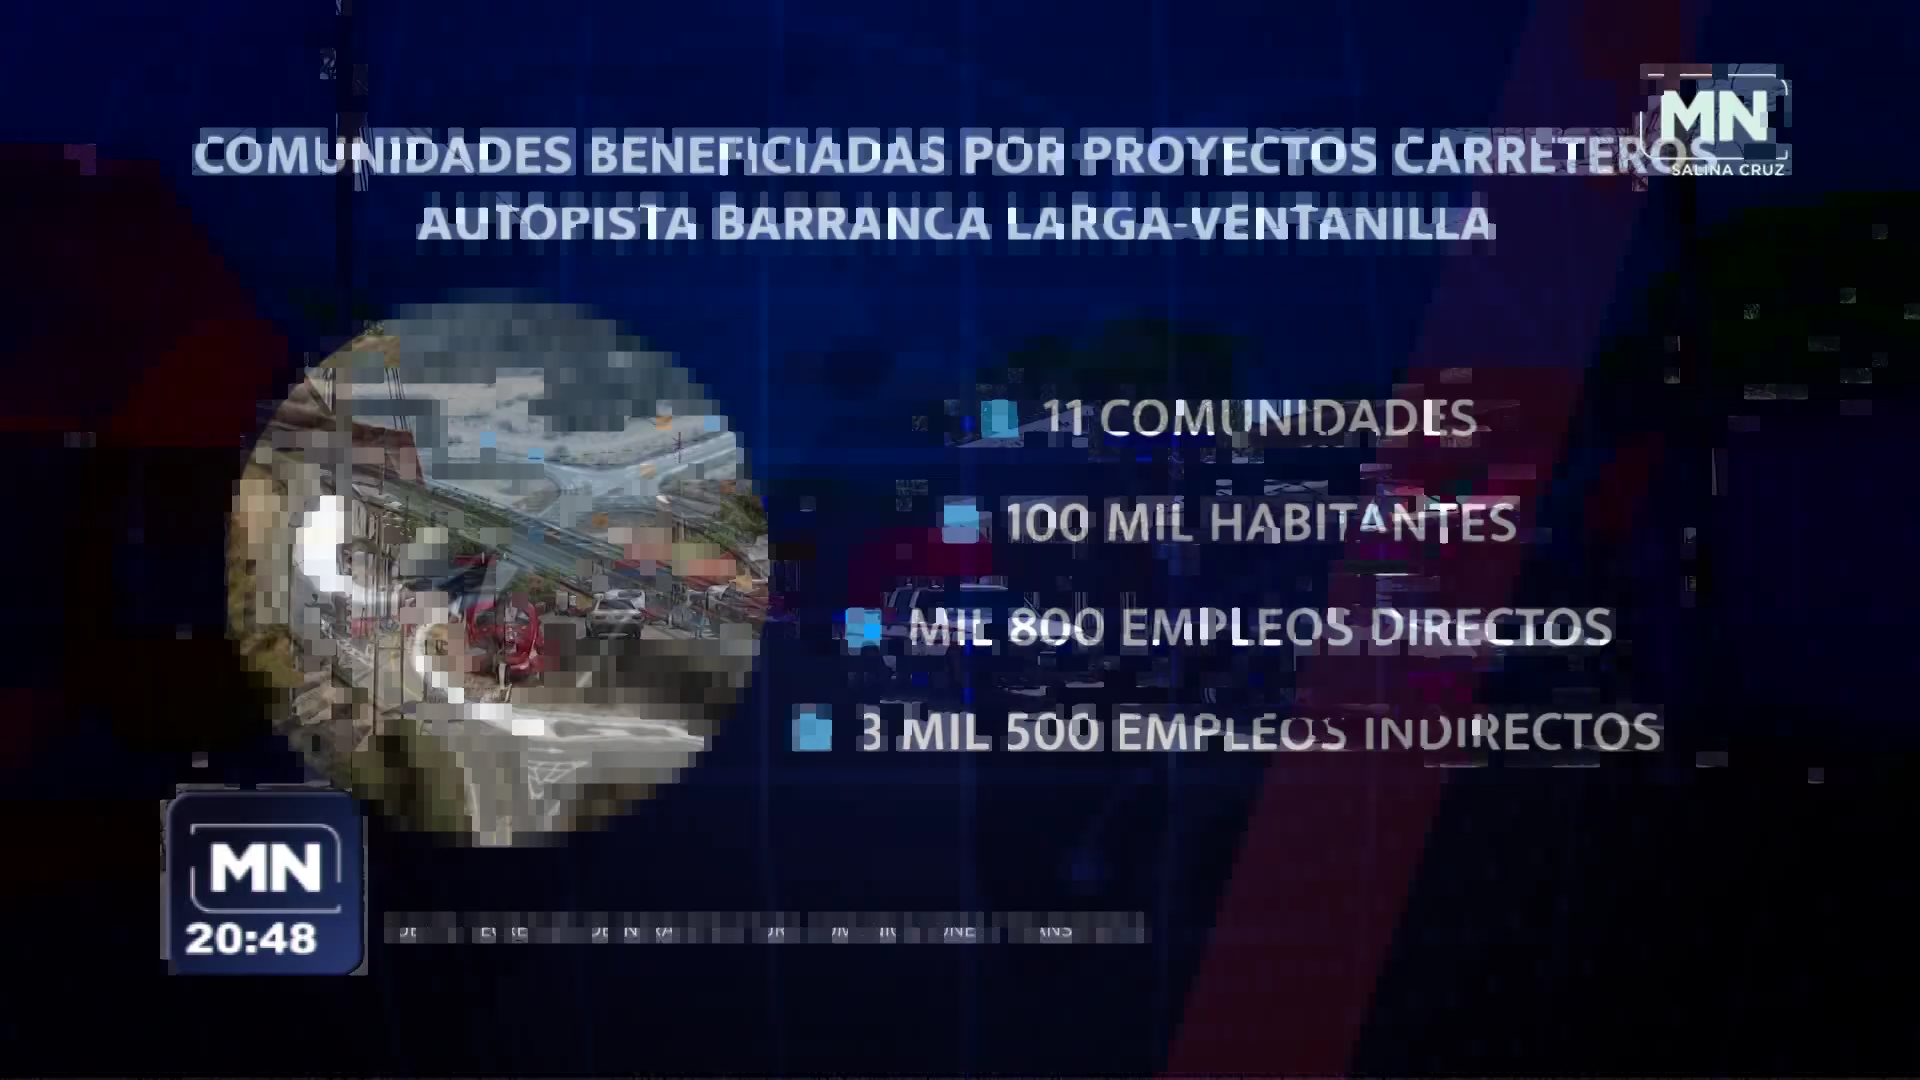 MN
SALINA CRUZ
COMUNIDADES BENEFICIADAS POR PROYECTOS CARRETEROS
AUTOPISTA BARRANCA LARGA-VENTANILLA
11 COMUNIDADES
100 MIL HABITANTES
MIL 800 EMPLEOS DIRECTOS
3 MIL 500 EMPLEOS INDIRECTOS
MN
20:48